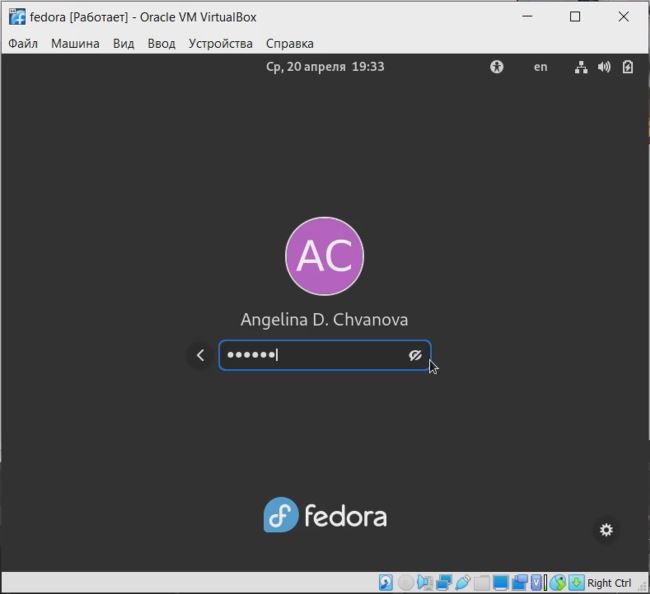 fedora [Работает] - Oracle VM VirtualBox
Файл Машина Вид Ввод Устройства Справка
Ср, 20 апреля 19:33
en
AC
Angelina D. Chvanova
••••••
fedora
Right Ctrl